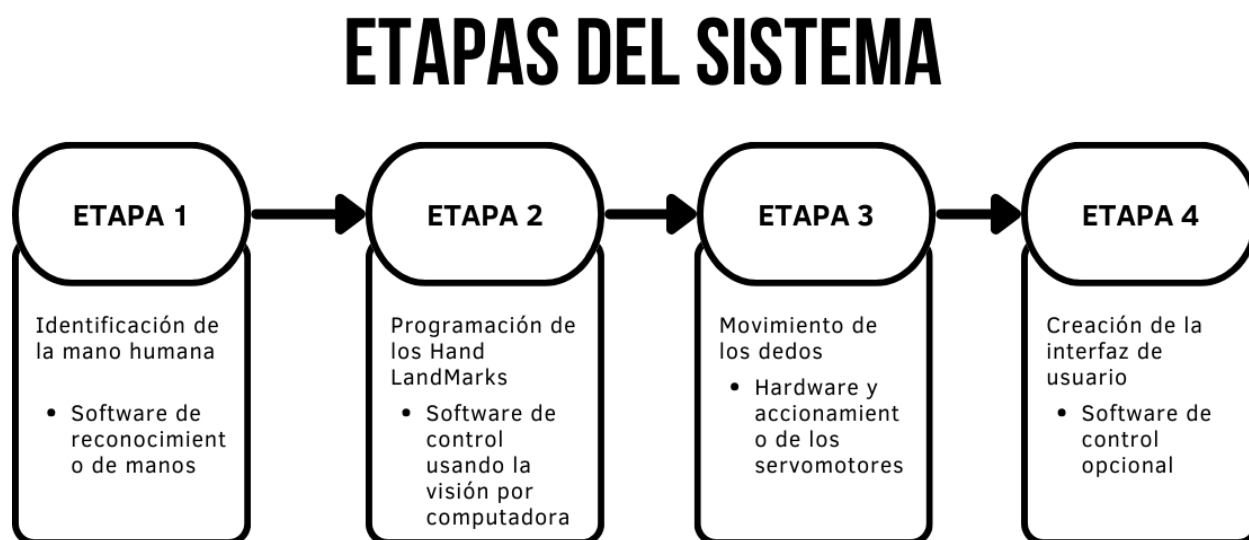 ETAPAS DEL SISTEMA
ETAPA 1
Identificación de
la mano humana
• Software de
reconocimient
o de manos
ETAPA 2
Programación de
los Hand
LandMarks
• Software de
control
usando la
visión por
computadora
ETAPA 3
Movimiento de
los dedos
• Hardware y
accionamient
o de los
servomotores
ETAPA 4
Creación de la
interfaz de
usuario
• Software de
control
opcional